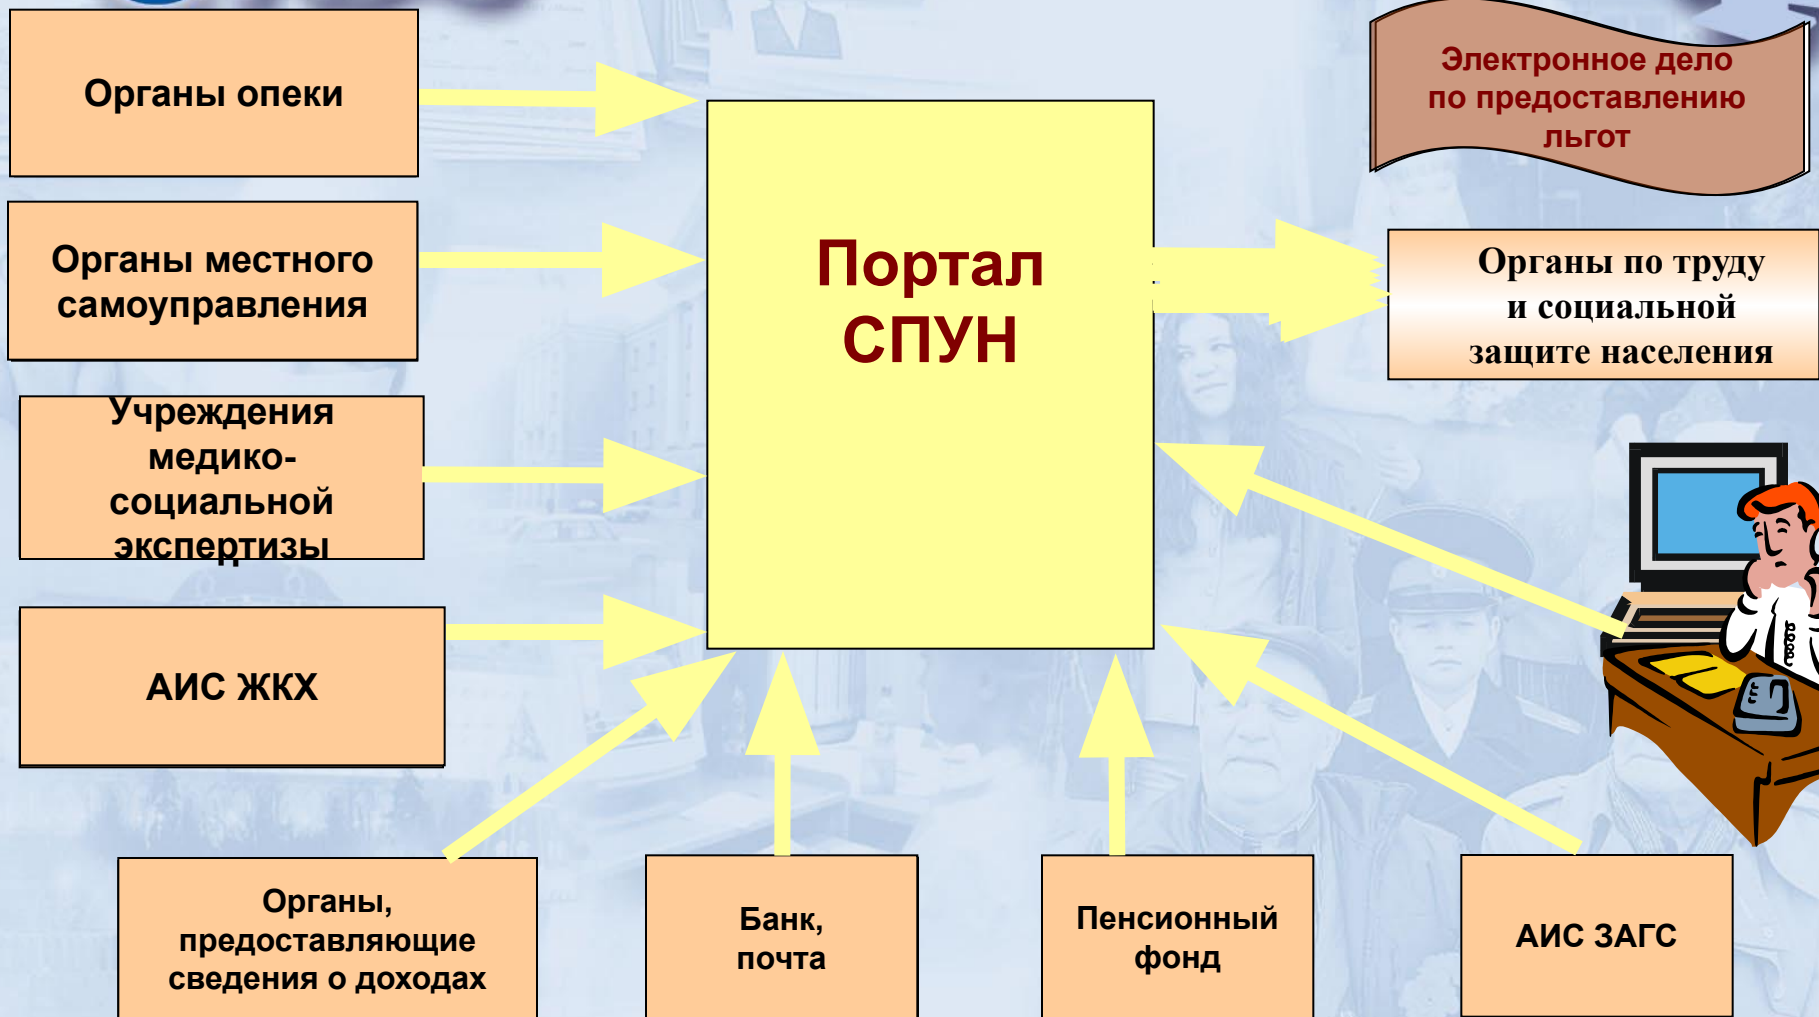 Органы опеки
Электронное дело
по предоставлению
льгот
Органы местного
самоуправления
Портал
СПУН
Органы по труду
и социальной
защите населения
Учреждения
медико-
социальной
экспертизы
АИС ЖКХ
Органы,
предоставляющие
сведения о доходах
Банк,
почта
Пенсионный
фонд
АИС ЗАГС